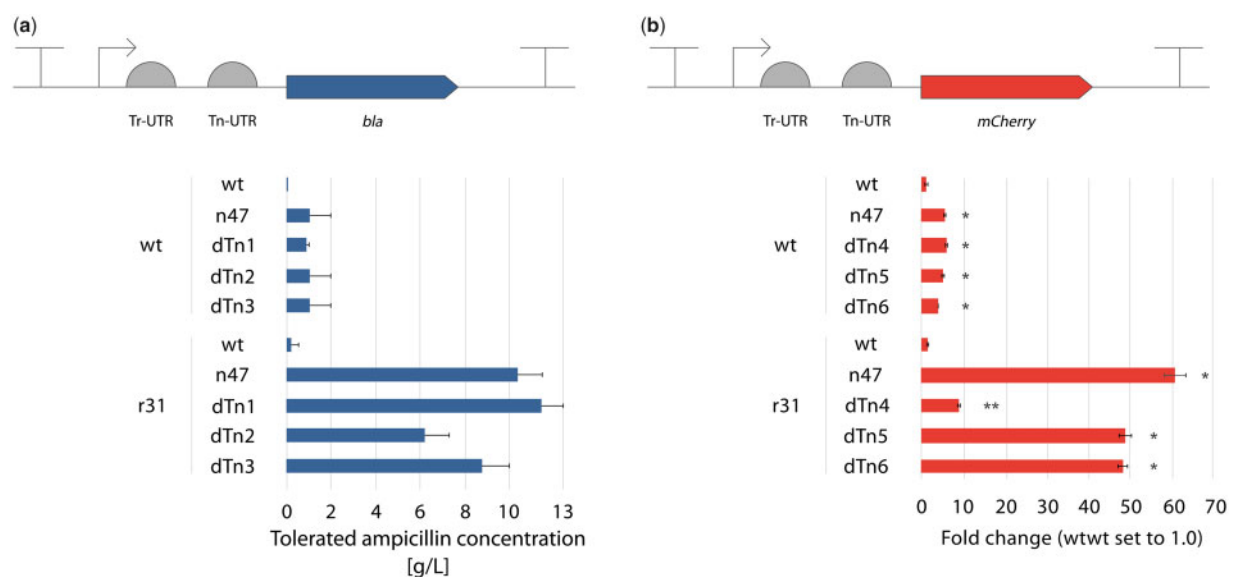 (a)
Tr-UTR Tn-UTR bla
wt
n47
wt dTn1
dTn2
dTn3
wt
n47
r31 dTn1
dTn2
dTn3
0 2 4 6 8 10 13
Tolerated ampicillin concentration
[g/L]
(b)
Tr-UTR Tn-UTR mCherry
wt
n47 *
wt dTn4 *
dTn5 *
dTn6 *
wt
n47 *
r31 dTn4 **
dTn5 *
dTn6 *
0 10 20 30 40 50 60 70
Fold change (wtwt set to 1.0)